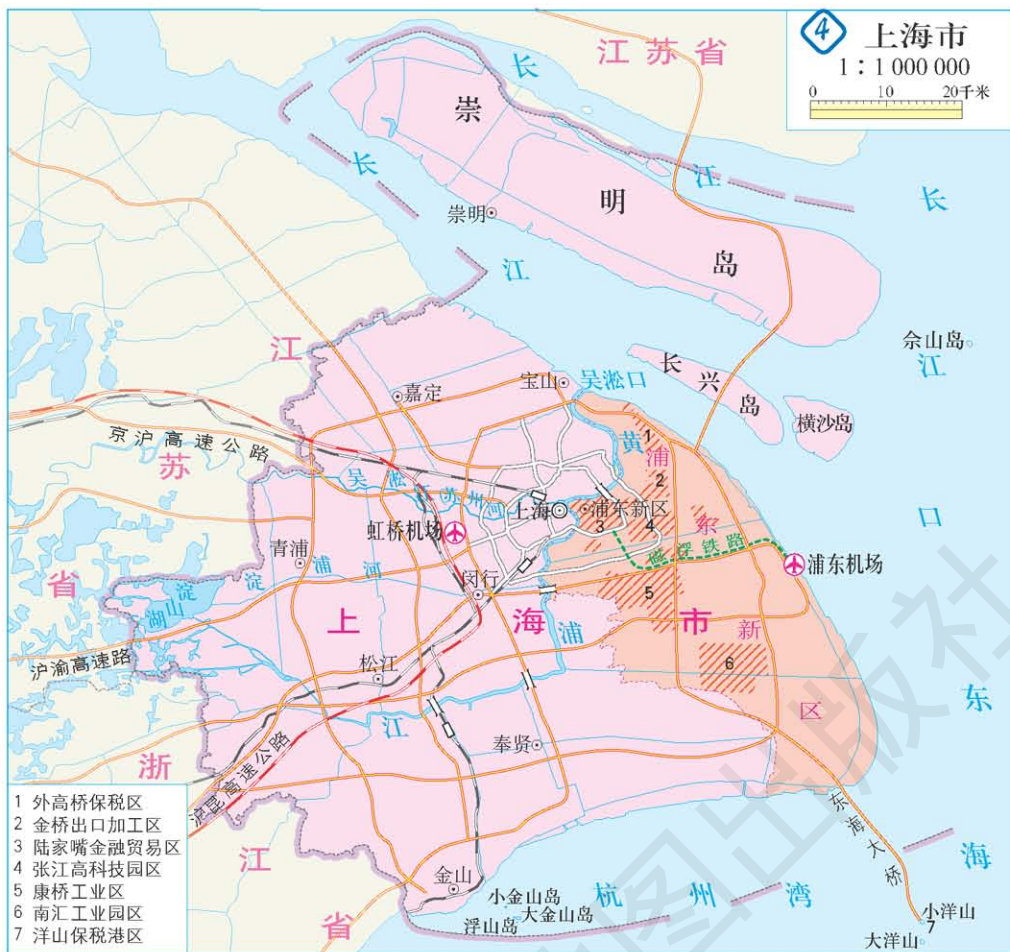 4 上海市
1∶1 000 000
0 10 20千米
江苏省
长
江
长
江
长
江
口
东
海
崇
明
岛
崇明
佘山岛
长兴岛
横沙岛
吴淞口
宝山
嘉定
江
苏
省
京沪高速公路
吴淞江
苏州河
上海
浦东新区
黄
浦
江
虹桥机场
青浦
淀浦河
淀山湖
闵行
磁浮铁路
浦东机场
浦
东
新
区
1
2
3
4
5
6
上海市
沪渝高速路
松江
奉贤
浙
江
省
沪昆高速公路
金山
小金山岛
大金山岛
浮山岛
杭州湾
东海大桥
小洋山
7
大洋山
1 外高桥保税区
2 金桥出口加工区
3 陆家嘴金融贸易区
4 张江高科技园区
5 康桥工业区
6 南汇工业园区
7 洋山保税港区
图出版社